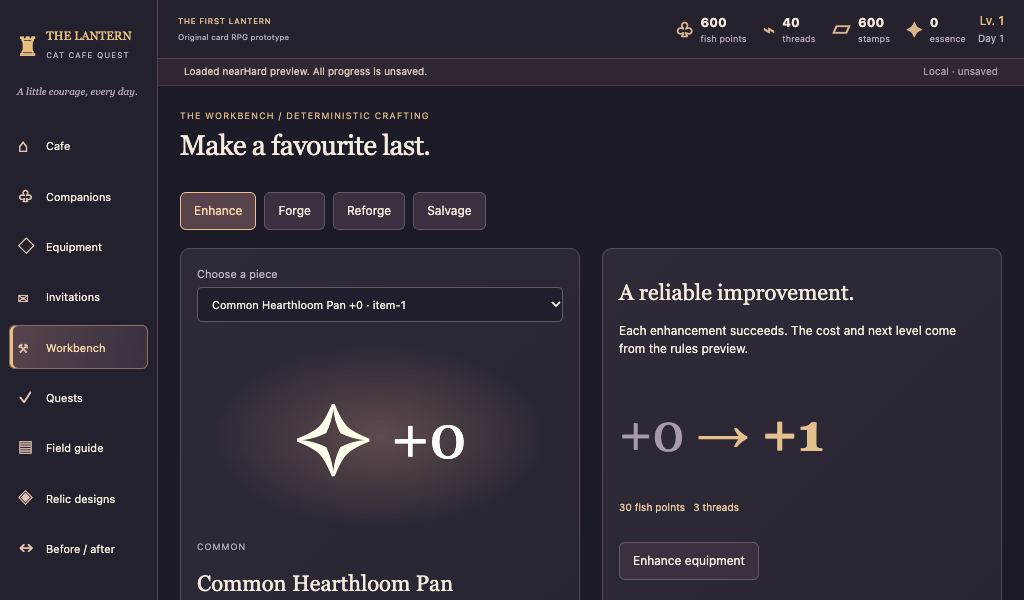 THE LANTERN
CAT CAFE QUEST
A little courage, every day.
Cafe
Companions
Equipment
Invitations
Workbench
Quests
Field guide
Relic designs
Before / after
THE FIRST LANTERN
Original card RPG prototype
600
fish points
40
threads
600
stamps
0
essence
Lv. 1
Day 1
Loaded nearHard preview. All progress is unsaved.
Local · unsaved
THE WORKBENCH / DETERMINISTIC CRAFTING
Make a favourite last.
Enhance
Forge
Reforge
Salvage
Choose a piece
Common Hearthloom Pan +0 · item-1
+0
COMMON
Common Hearthloom Pan
A reliable improvement.
Each enhancement succeeds. The cost and next level come
from the rules preview.
+0 → +1
30 fish points 3 threads
Enhance equipment